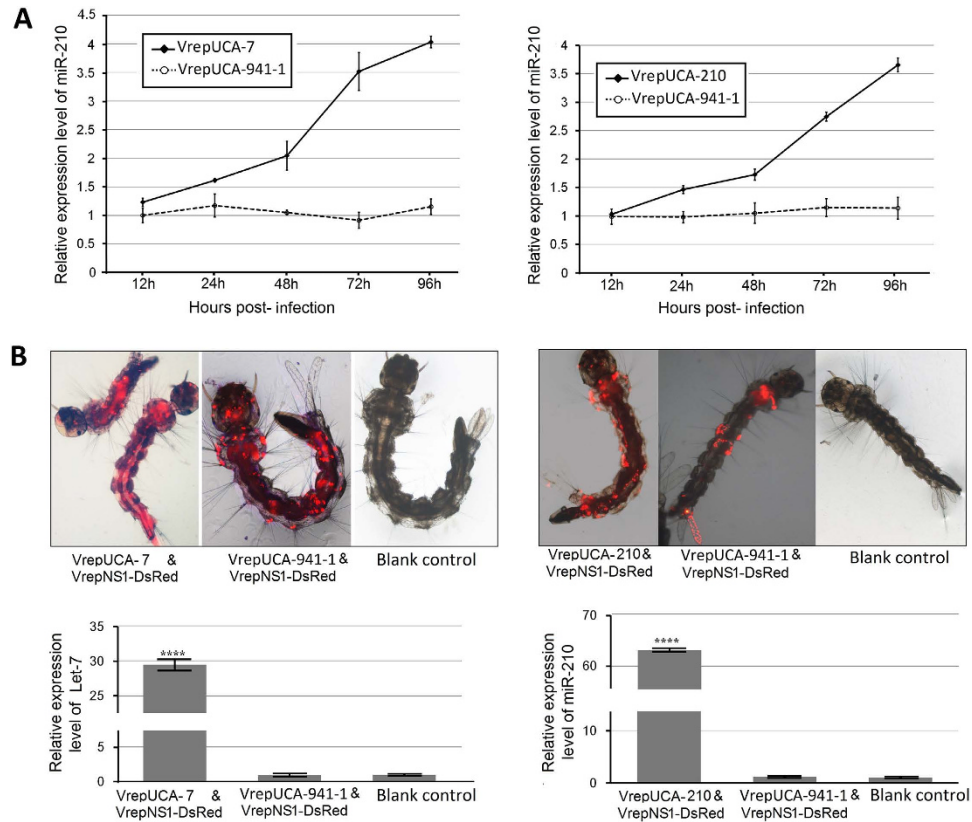 A
Relative expression level of miR-210
4.5
4
3.5
3
2.5
2
1.5
1
0.5
0
VrepUCA-7
VrepUCA-941-1
12h 24h 48h 72h 96h
Hours post- infection
Relative expression level of miR-210
4.5
4
3.5
3
2.5
2
1.5
1
0.5
0
VrepUCA-210
VrepUCA-941-1
12h 24h 48h 72h 96h
Hours post- infection
B
VrepUCA-7 &
VrepNS1-DsRed
VrepUCA-941-1 &
VrepNS1-DsRed
Blank control
VrepUCA-210 &
VrepNS1-DsRed
VrepUCA-941-1 &
VrepNS1-DsRed
Blank control
Relative expression
level of Let-7
35
30
25
5
0
****
VrepUCA-7 &
VrepNS1-DsRed
VrepUCA-941-1 &
VrepNS1-DsRed
Blank control
Relative expression
level of miR-210
70
60
10
0
****
VrepUCA-210 &
VrepNS1-DsRed
VrepUCA-941-1 &
VrepNS1-DsRed
Blank control